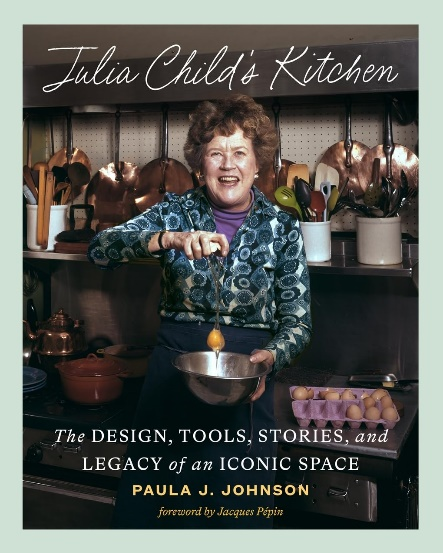 Julia Child's Kitchen
The DESIGN, TOOLS, STORIES, and
LEGACY of an ICONIC SPACE
PAULA J. JOHNSON
foreword by Jacques Pépin